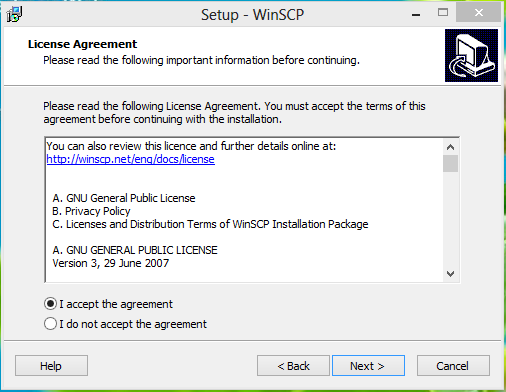 Setup - WinSCP
License Agreement
Please read the following important information before continuing.
Please read the following License Agreement. You must accept the terms of this
agreement before continuing with the installation.
You can also review this licence and further details online at:
http://winscp.net/eng/docs/license
A. GNU General Public License
B. Privacy Policy
C. Licenses and Distribution Terms of WinSCP Installation Package
A. GNU GENERAL PUBLIC LICENSE
Version 3, 29 June 2007
I accept the agreement
I do not accept the agreement
Help
< Back
Next >
Cancel